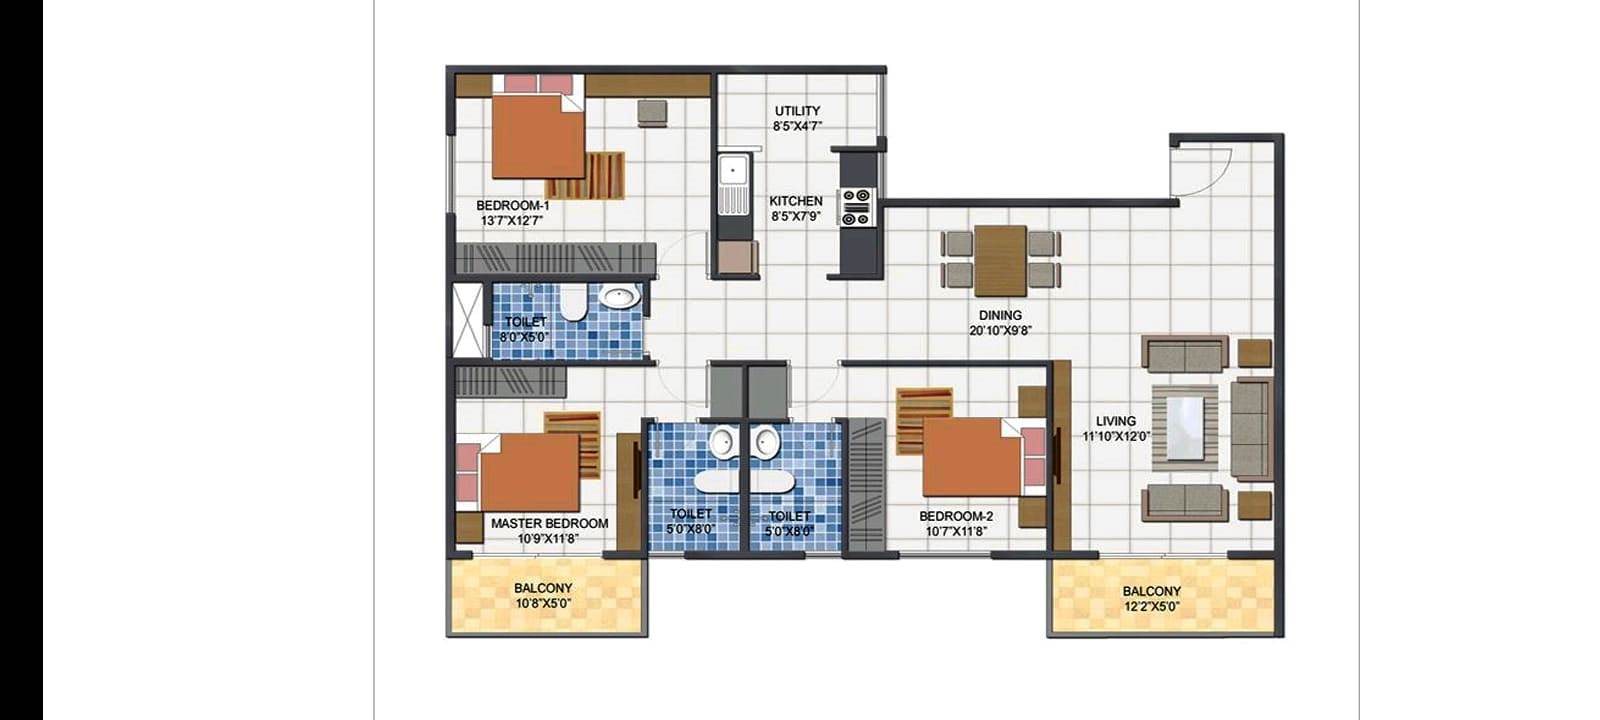 UTILITY
8'5"X4'7"
BEDROOM-1
13'7"X12'7"
KITCHEN
8'5"X7'9"
TOILET
8'0"X5'0"
DINING
20'10"X9'8"
LIVING
11'10"X12'0"
MASTER BEDROOM
10'9"X11'8"
TOILET
5'0"X8'0"
TOILET
5'0"X8'0"
BEDROOM-2
10'7"X11'8"
BALCONY
10'8"X5'0"
BALCONY
12'2"X5'0"